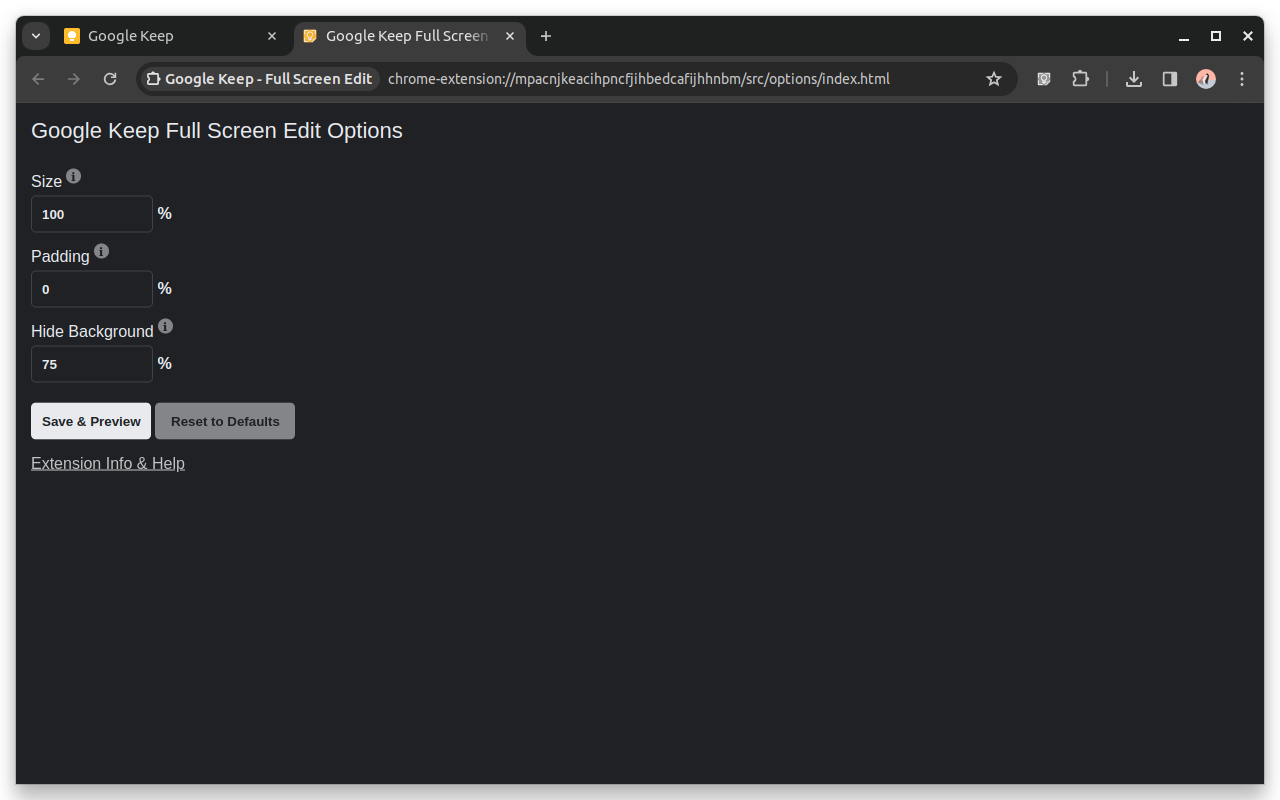 Google Keep
Google Keep Full Screen
Google Keep - Full Screen Edit chrome-extension://mpacnjkeacihpncfjihbedcafijhhnbm/src/options/index.html
Google Keep Full Screen Edit Options
Size
100 %
Padding
0 %
Hide Background
75 %
Save & Preview Reset to Defaults
Extension Info & Help